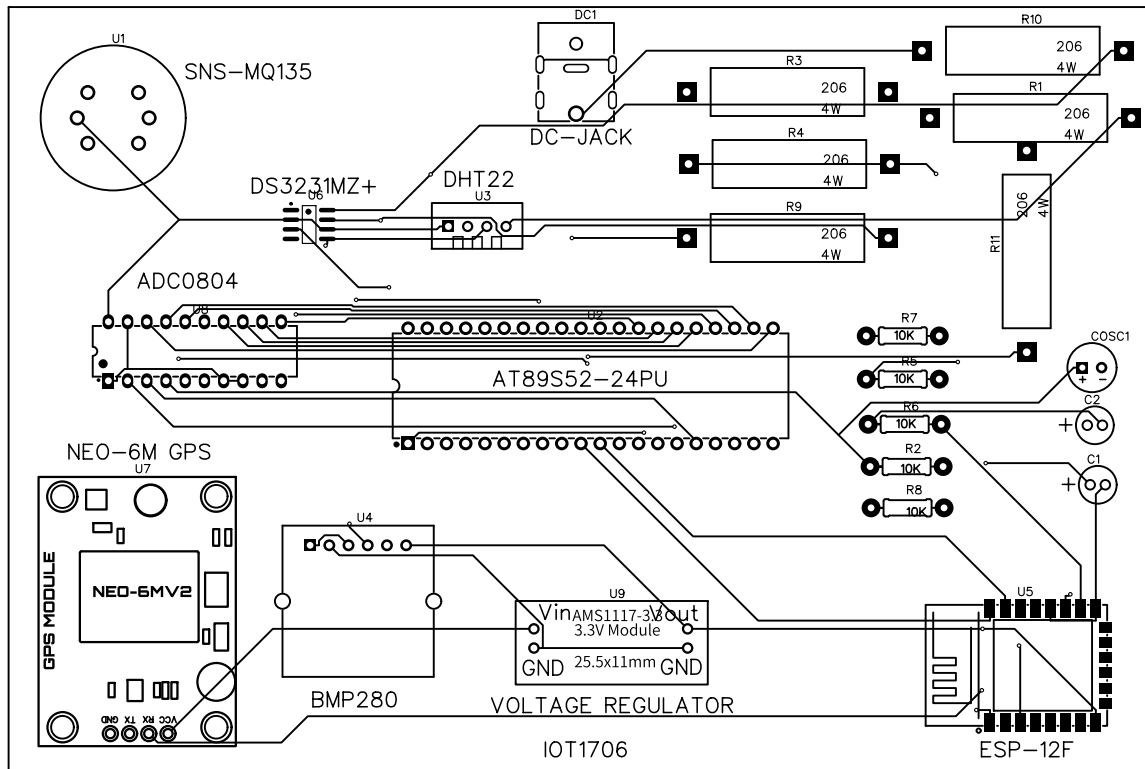 U1
SNS-MQ135
DC1
DC-JACK
R10
206
4W
R3
206
4W
R1
206
4W
R4
206
4W
DS3231MZ+
U6
DHT22
U3
R9
206
4W
R11
206
4W
ADC0804
U8
U2
AT89S52-24PU
R7
10K
R5
10K
R6
10K
R2
10K
R8
10K
COSC1
+ −
C2
+
C1
+
NEO-6M GPS
U7
GPS MODULE
NEO-6MV2
GND
TX
RX
VCC
U4
BMP280
U9
Vin
AMS1117-3.3
Vout
3.3V Module
GND
25.5x11mm
GND
VOLTAGE REGULATOR
U5
ESP-12F
IOT1706